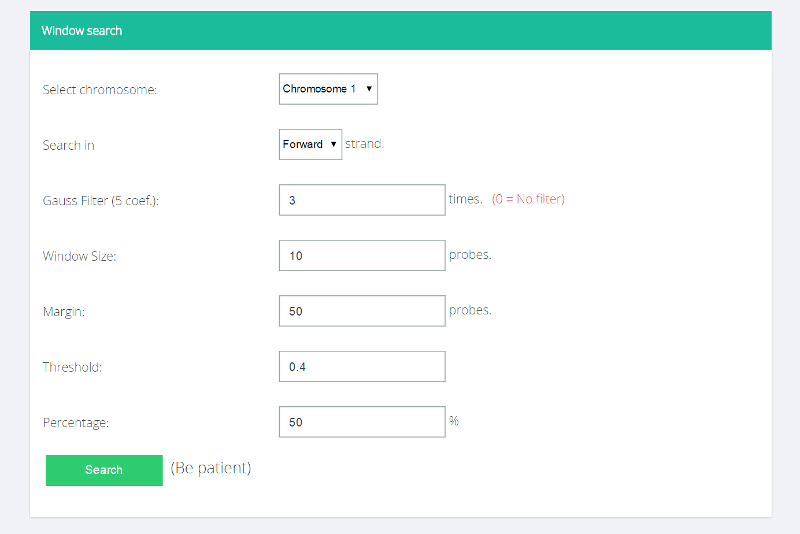 Window search
Select chromosome: Chromosome 1
Search in Forward strand.
Gauss Filter (5 coef.): 3 times. (0 = No filter)
Window Size: 10 probes.
Margin: 50 probes.
Threshold: 0.4
Percentage: 50 %
Search (Be patient)